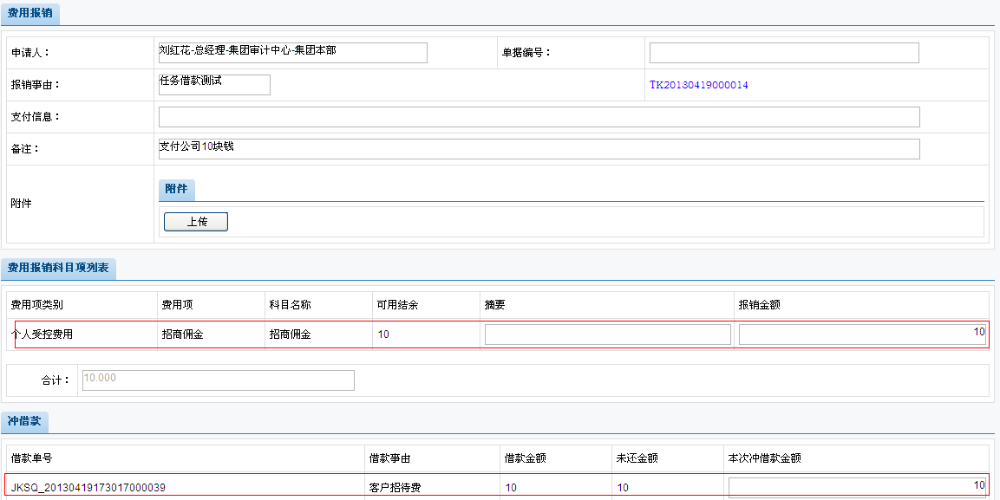 费用报销
申请人： 刘红花-总经理-集团审计中心-集团本部 单据编号：
报销事由： 任务借款测试 TK20130419000014
支付信息：
备注： 支付公司10块钱
附件 附件
上传
费用报销科目项列表
费用项类别 费用项 科目名称 可用结余 摘要 报销金额
个人受控费用 招商佣金 招商佣金 10 10
合计： 10.000
冲借款
借款单号 借款事由 借款金额 未还金额 本次冲借款金额
JKSQ_20130419173017000039 客户招待费 10 10 10